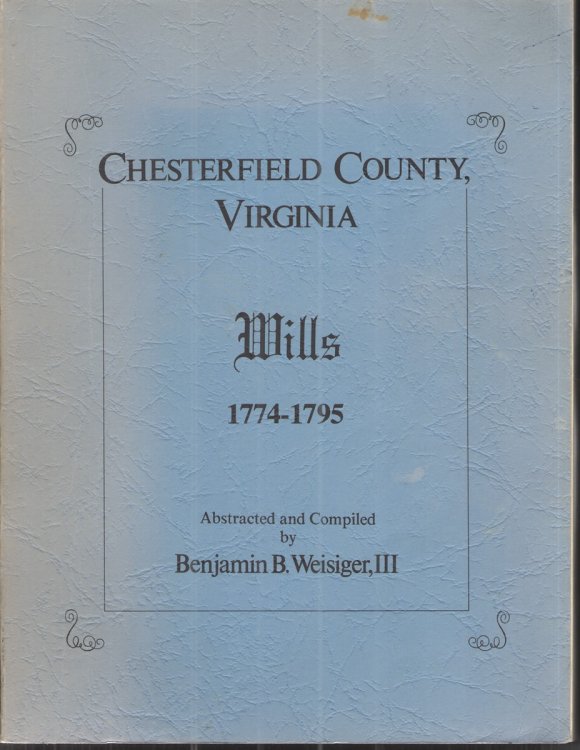 CHESTERFIELD COUNTY,
VIRGINIA
Wills
1774-1795
Abstracted and Compiled
by
Benjamin B. Weisiger, III